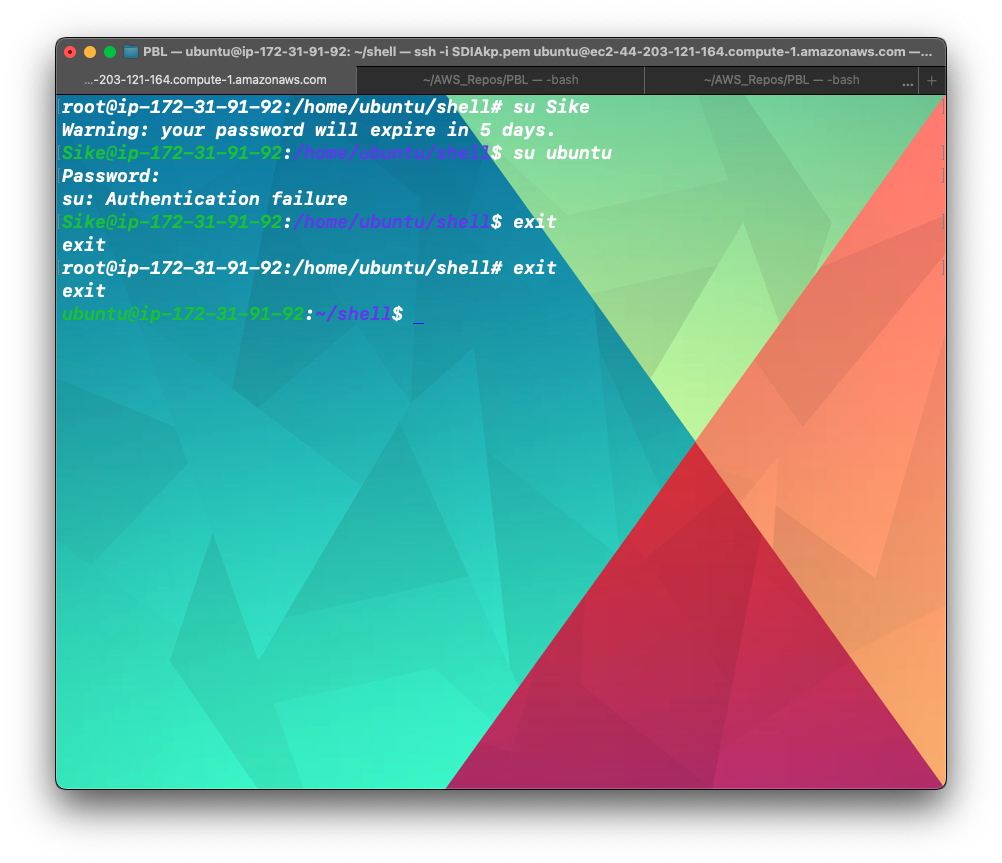 PBL — ubuntu@ip-172-31-91-92: ~/shell — ssh -i SDIAkp.pem ubuntu@ec2-44-203-121-164.compute-1.amazonaws.com —...
...-203-121-164.compute-1.amazonaws.com ~/AWS_Repos/PBL — -bash ~/AWS_Repos/PBL — -bash ... +
root@ip-172-31-91-92:/home/ubuntu/shell# su Sike
Warning: your password will expire in 5 days.
Sike@ip-172-31-91-92:/home/ubuntu/shell$ su ubuntu
Password:
su: Authentication failure
Sike@ip-172-31-91-92:/home/ubuntu/shell$ exit
exit
root@ip-172-31-91-92:/home/ubuntu/shell# exit
exit
ubuntu@ip-172-31-91-92:~/shell$ _